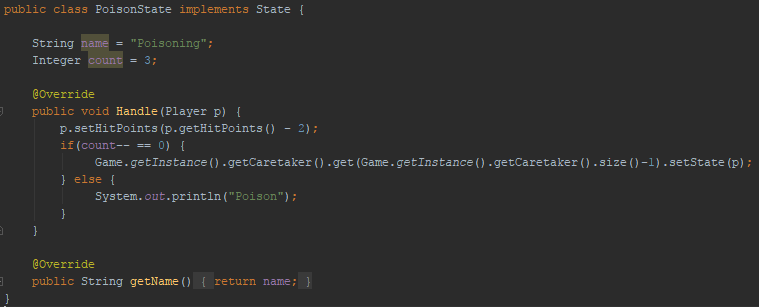 public class PoisonState implements State {
String name = "Poisoning";
Integer count = 3;
@Override
public void Handle(Player p) {
p.setHitPoints(p.getHitPoints() - 2);
if(count-- == 0) {
Game.getInstance().getCaretaker().get(Game.getInstance().getCaretaker().size()-1).setState(p);
} else {
System.out.println("Poison");
}
}
@Override
public String getName() { return name; }
}